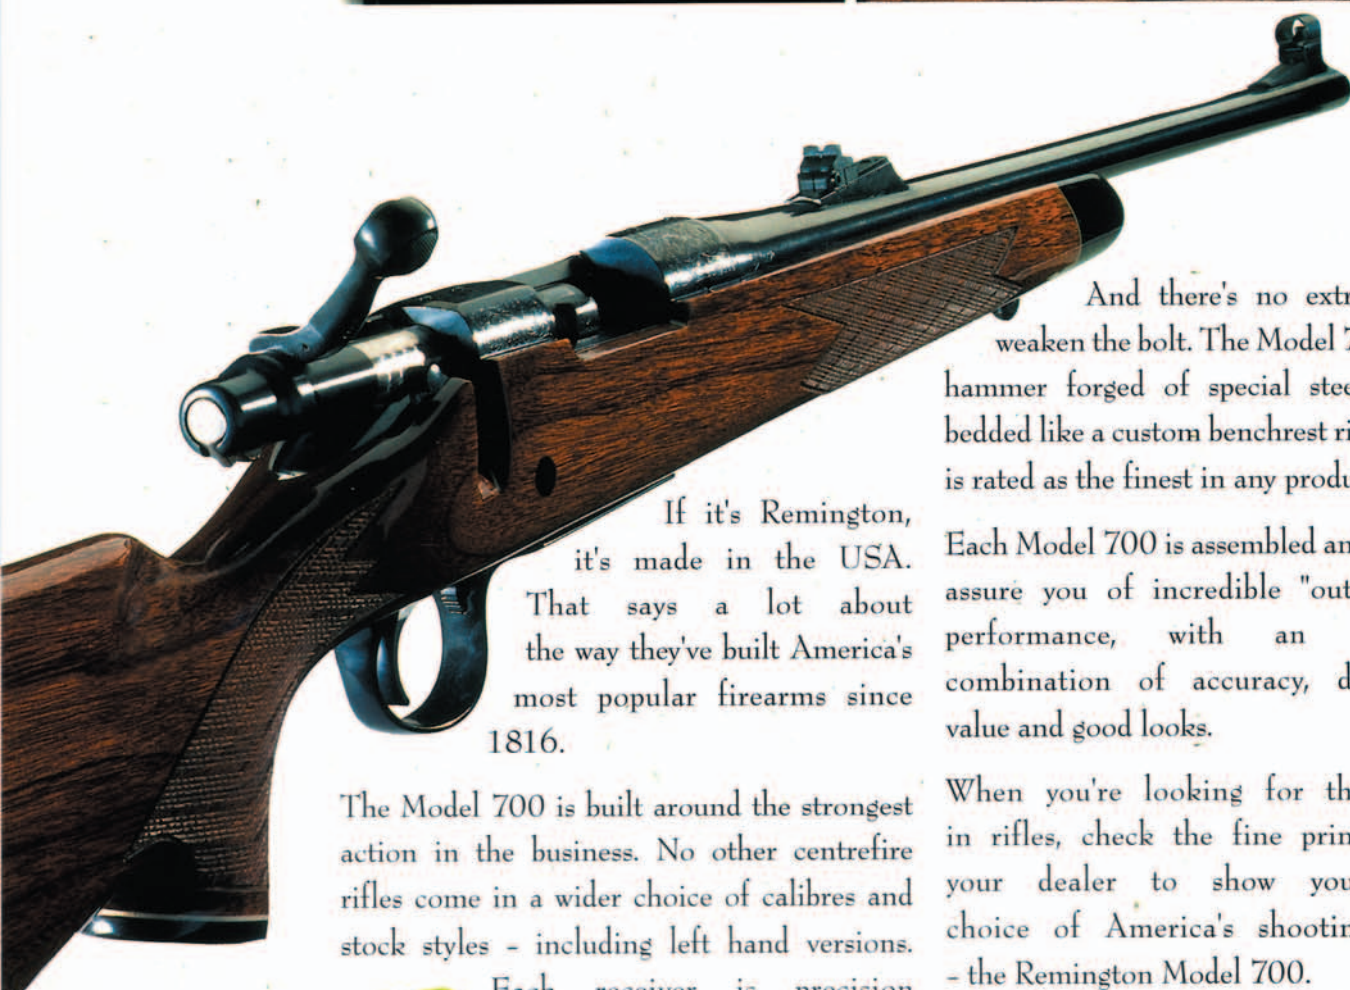 If it's Remington,
it's made in the USA.
That says a lot about
the way they've built America's
most popular firearms since
1816.
The Model 700 is built around the strongest
action in the business. No other centrefire
rifles come in a wider choice of calibres and
stock styles - including left hand versions.
Each receiver is precision
And there's no
weaken the bolt. The Model
hammer forged of special
bedded like a custom benchrest
is rated as the finest in any
Each Model 700 is assembled
assure you of incredible
performance, with an
combination of accuracy,
value and good looks.
When you're looking for
in rifles, check the fine
your dealer to show
choice of America's
- the Remington Model 700.